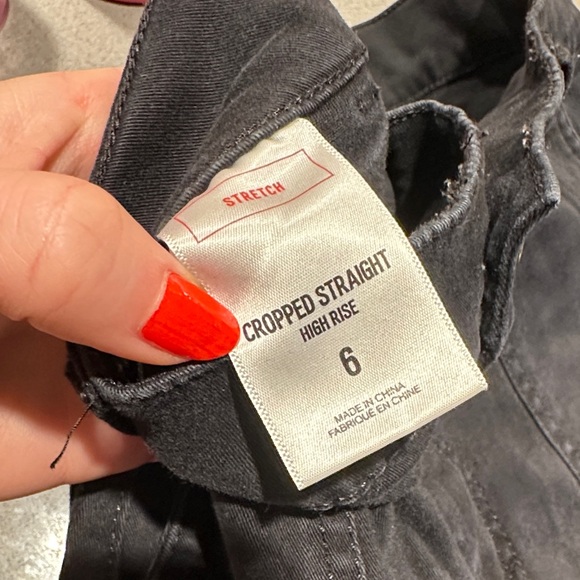 STRETCH
CROPPED STRAIGHT
HIGH RISE
6
MADE IN CHINA
FABRIQUÉ EN CHINE